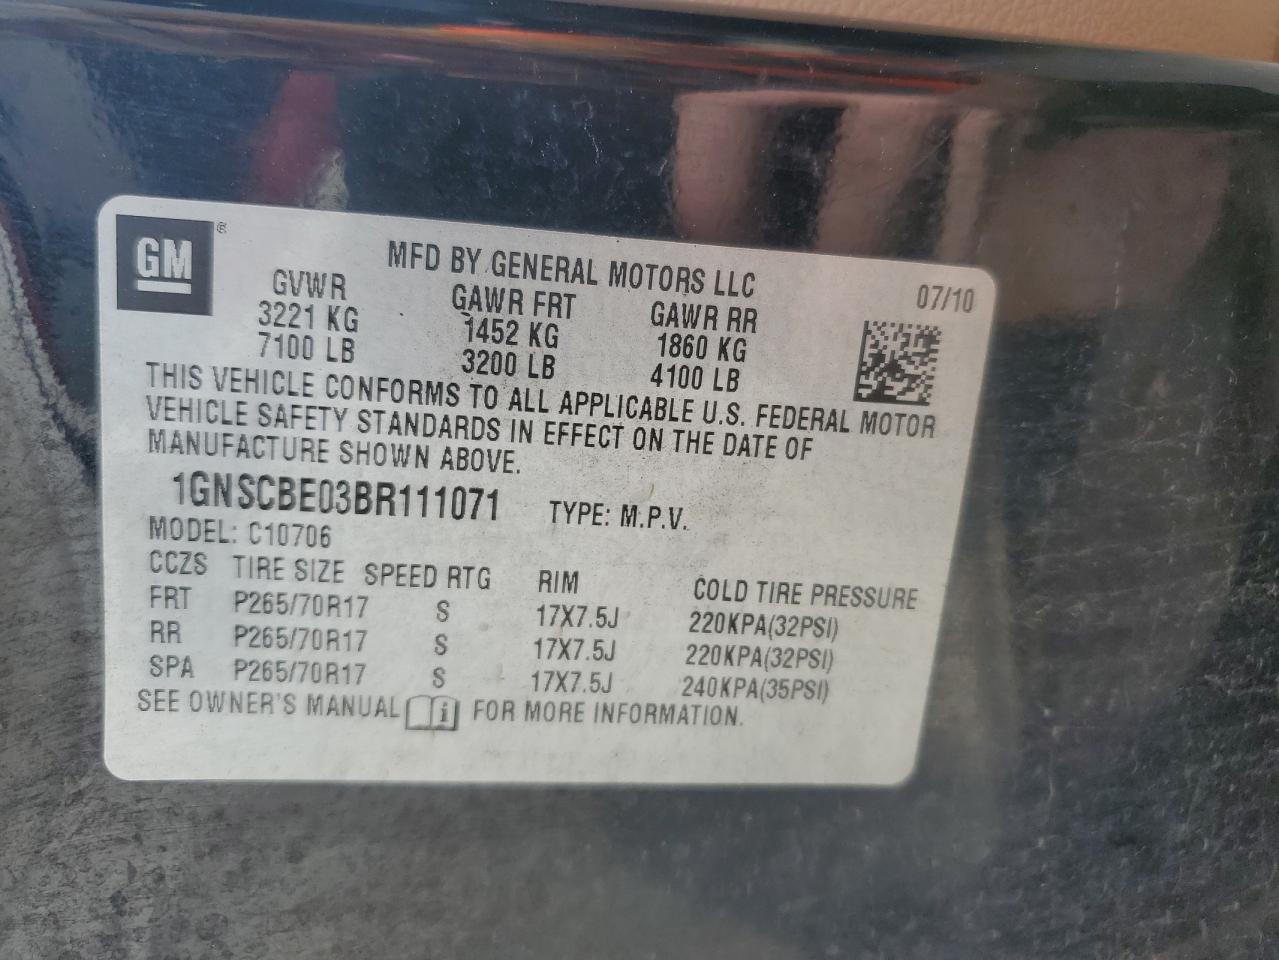 GM
MFD BY GENERAL MOTORS LLC
07/10
GVWR GAWR FRT GAWR RR
3221 KG 1452 KG 1860 KG
7100 LB 3200 LB 4100 LB
THIS VEHICLE CONFORMS TO ALL APPLICABLE U.S. FEDERAL MOTOR
VEHICLE SAFETY STANDARDS IN EFFECT ON THE DATE OF
MANUFACTURE SHOWN ABOVE.
1GNSCBE03BR111071 TYPE: M.P.V.
MODEL: C10706
CCZS TIRE SIZE SPEED RTG RIM COLD TIRE PRESSURE
FRT P265/70R17 S 17X7.5J 220KPA(32PSI)
RR P265/70R17 S 17X7.5J 220KPA(32PSI)
SPA P265/70R17 S 17X7.5J 240KPA(35PSI)
SEE OWNER'S MANUAL i FOR MORE INFORMATION.